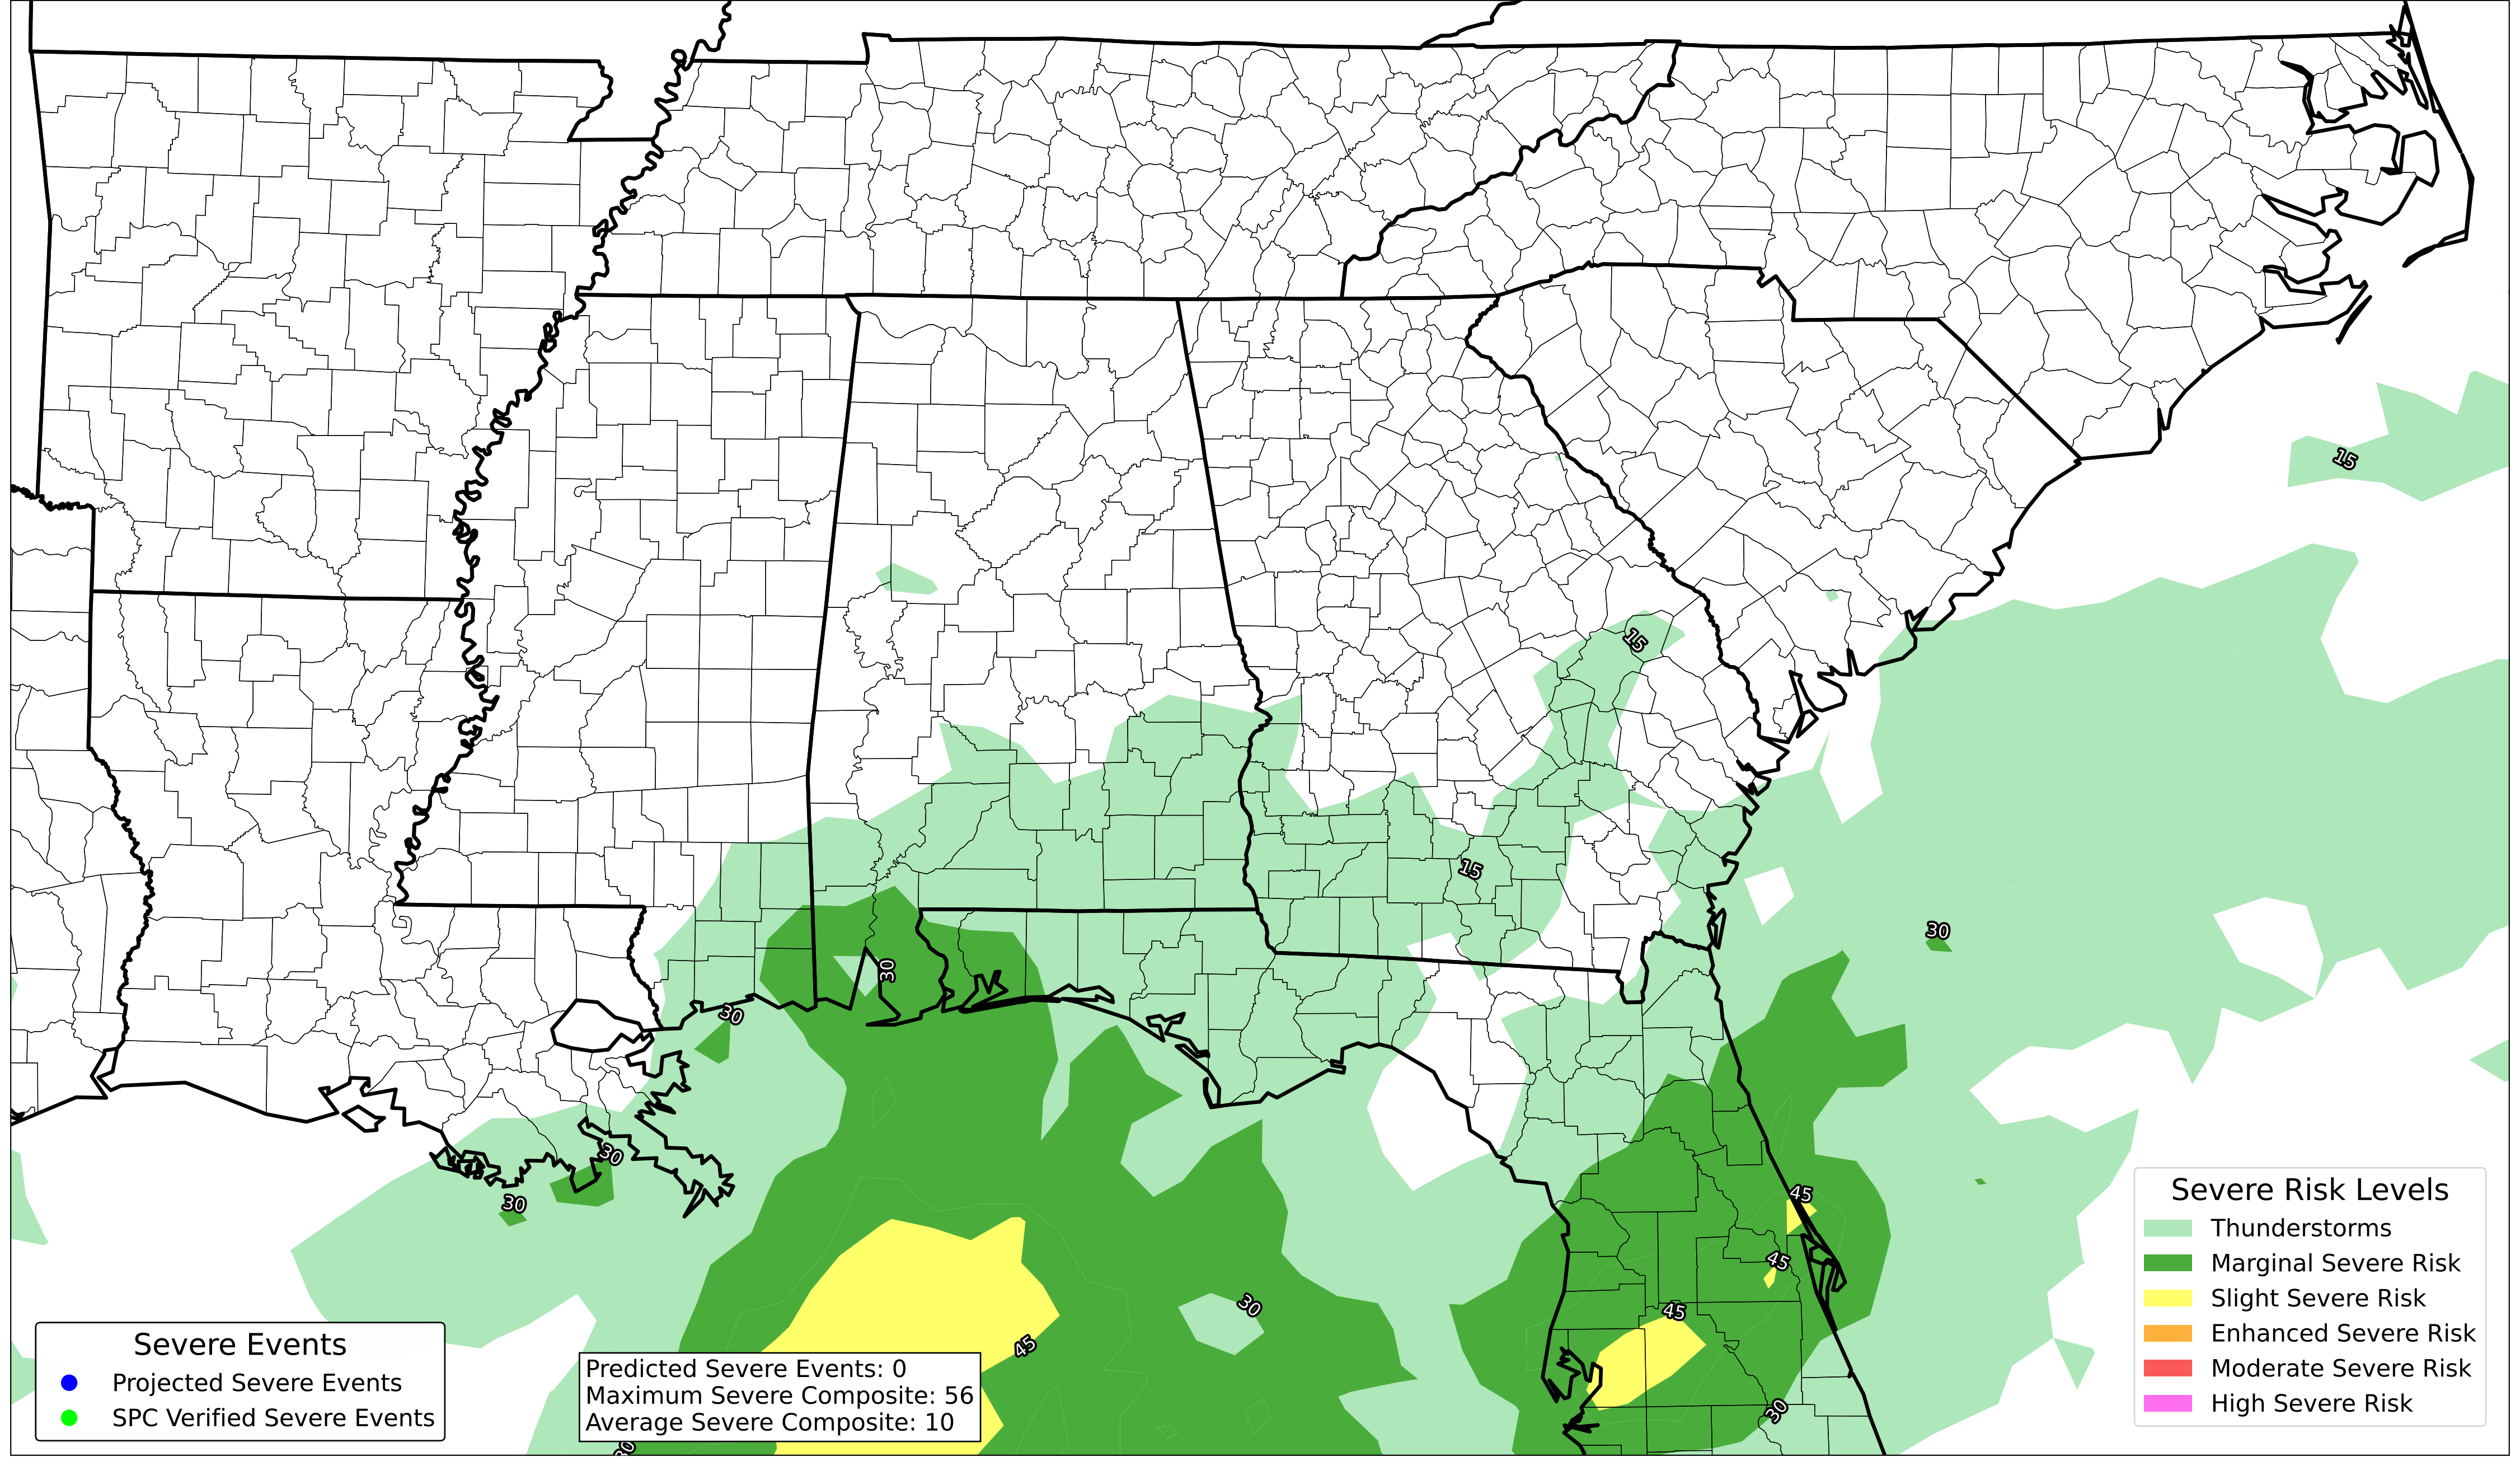 15
15
15
30
30
30
30
30
45
45
30
45
45
30
30
Severe Risk Levels
Thunderstorms
Marginal Severe Risk
Slight Severe Risk
Enhanced Severe Risk
Moderate Severe Risk
High Severe Risk
Severe Events
Projected Severe Events
SPC Verified Severe Events
Predicted Severe Events: 0
Maximum Severe Composite: 56
Average Severe Composite: 10